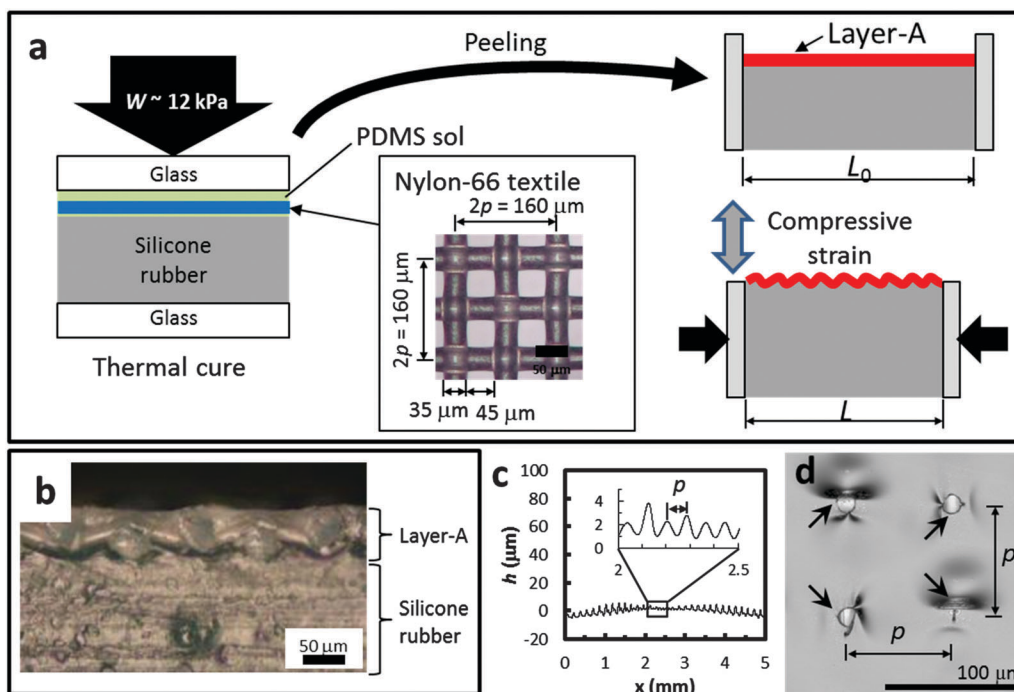 a
W ~ 12 kPa
Glass
PDMS sol
Silicone
rubber
Glass
Thermal cure
Peeling
Nylon-66 textile
2p = 160 μm
2p = 160 μm
50 μm
35 μm
45 μm
Layer-A
L0
Compressive
strain
L
b
Layer-A
Silicone
rubber
50 μm
c
h (μm)
100
80
60
40
20
0
-20
4
2
0
p
2
2.5
0
1
2
3
4
5
x (mm)
d
p
p
100 μm